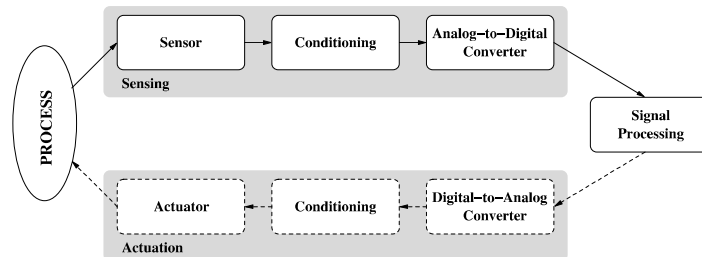 Sensor
Conditioning
Analog−to−Digital
Converter
Sensing
PROCESS
Signal
Processing
Actuator
Conditioning
Digital−to−Analog
Converter
Actuation